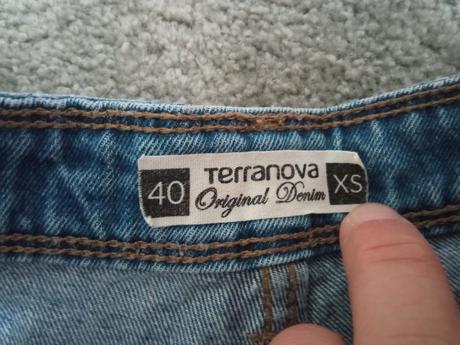 40 Terranova XS
Original Denim